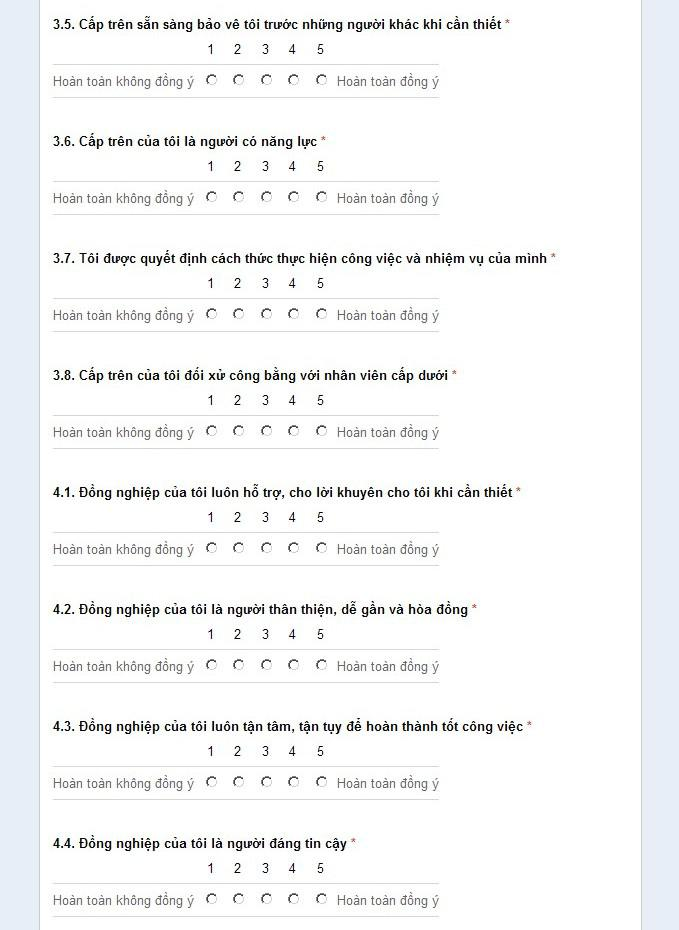 3.5. Cấp trên sẵn sàng bảo vê tôi trước những người khác khi cần thiết *
1 2 3 4 5
Hoàn toàn không đồng ý Hoàn toàn đồng ý
3.6. Cấp trên của tôi là người có năng lực *
1 2 3 4 5
Hoàn toàn không đồng ý Hoàn toàn đồng ý
3.7. Tôi được quyết định cách thức thực hiện công việc và nhiệm vụ của mình *
1 2 3 4 5
Hoàn toàn không đồng ý Hoàn toàn đồng ý
3.8. Cấp trên của tôi đối xử công bằng với nhân viên cấp dưới *
1 2 3 4 5
Hoàn toàn không đồng ý Hoàn toàn đồng ý
4.1. Đồng nghiệp của tôi luôn hỗ trợ, cho lời khuyên cho tôi khi cần thiết *
1 2 3 4 5
Hoàn toàn không đồng ý Hoàn toàn đồng ý
4.2. Đồng nghiệp của tôi là người thân thiện, dễ gần và hòa đồng *
1 2 3 4 5
Hoàn toàn không đồng ý Hoàn toàn đồng ý
4.3. Đồng nghiệp của tôi luôn tận tâm, tận tụy để hoàn thành tốt công việc *
1 2 3 4 5
Hoàn toàn không đồng ý Hoàn toàn đồng ý
4.4. Đồng nghiệp của tôi là người đáng tin cậy *
1 2 3 4 5
Hoàn toàn không đồng ý Hoàn toàn đồng ý